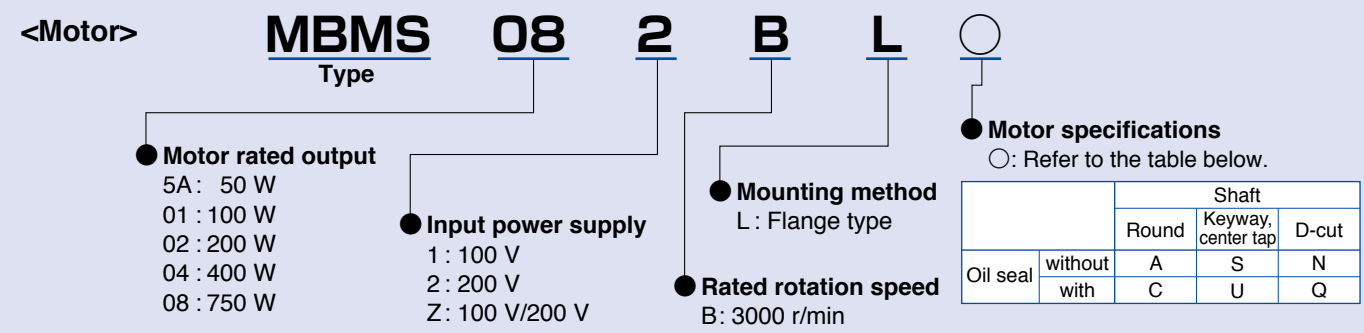 <Motor>
MBMS 08 2 B L ○
Type
● Motor rated output
5A : 50 W
01 : 100 W
02 : 200 W
04 : 400 W
08 : 750 W
● Input power supply
1 : 100 V
2 : 200 V
Z : 100 V/200 V
● Rated rotation speed
B : 3000 r/min
● Mounting method
L : Flange type
● Motor specifications
○: Refer to the table below.
Shaft
Round Keyway, center tap D-cut
Oil seal without A S N
with C U Q